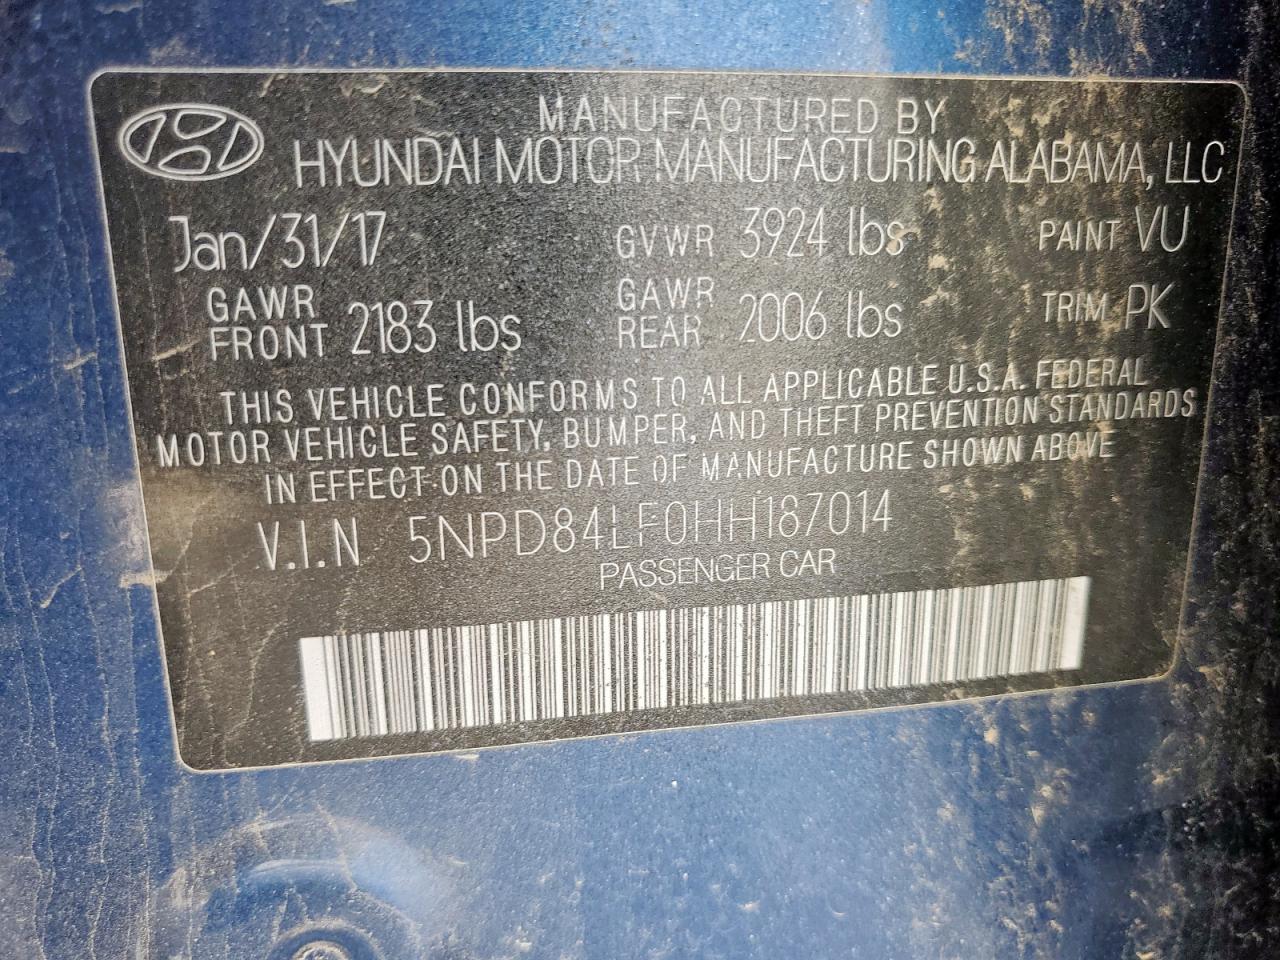 MANUFACTURED BY
HYUNDAI MOTOR MANUFACTURING ALABAMA, LLC
Jan/31/17 GVWR 3924 lbs PAINT VU
GAWR FRONT 2183 lbs GAWR REAR 2006 lbs TRIM PK
THIS VEHICLE CONFORMS TO ALL APPLICABLE U.S.A. FEDERAL
MOTOR VEHICLE SAFETY, BUMPER, AND THEFT PREVENTION STANDARDS
IN EFFECT ON THE DATE OF MANUFACTURE SHOWN ABOVE
V.I.N 5NPD84LF0HH187014
PASSENGER CAR